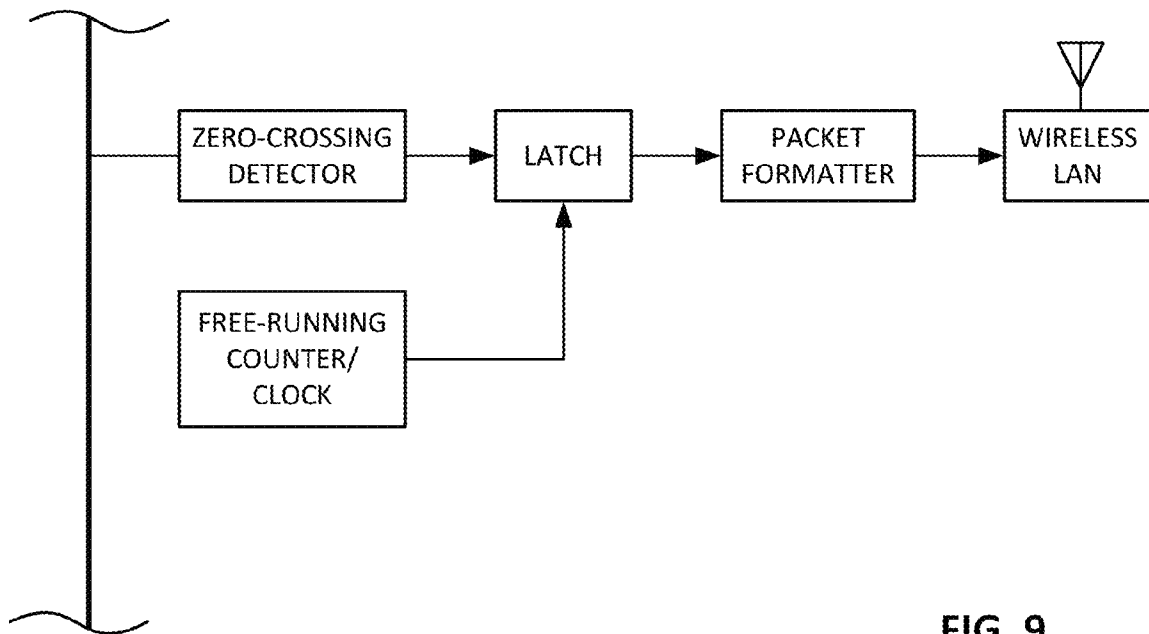 ZERO-CROSSING
DETECTOR
LATCH
PACKET
FORMATTER
WIRELESS
LAN
FREE-RUNNING
COUNTER/
CLOCK
FIG. 9